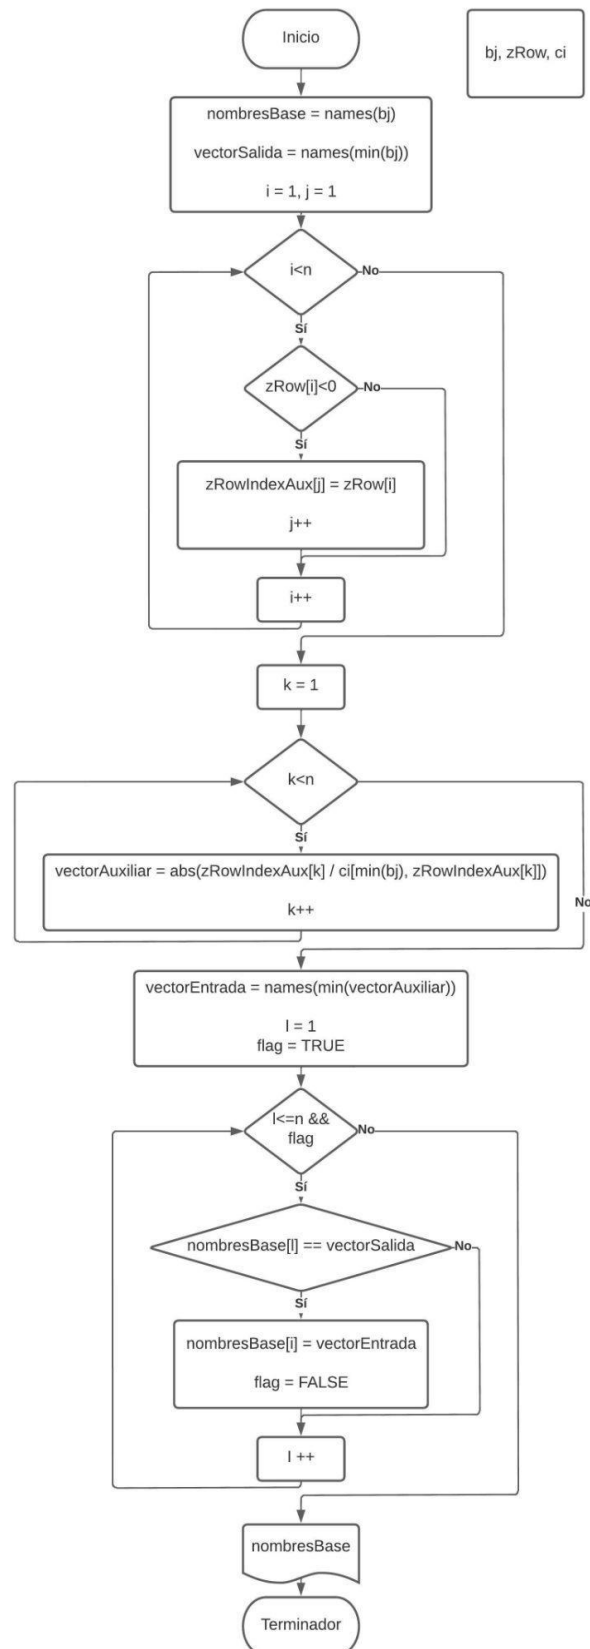 Inicio
bj, zRow, ci
nombresBase = names(bj)
vectorSalida = names(min(bj))
i = 1, j = 1
i<n
No
Sí
zRow[i]<0
No
Sí
zRowIndexAux[j] = zRow[i]
j++
i++
k = 1
k<n
Sí
vectorAuxiliar = abs(zRowIndexAux[k] / ci[min(bj), zRowIndexAux[k]])
k++
No
vectorEntrada = names(min(vectorAuxiliar))
l = 1
flag = TRUE
l<=n &&
flag
No
Sí
nombresBase[l] == vectorSalida
No
Sí
nombresBase[i] = vectorEntrada
flag = FALSE
l ++
nombresBase
Terminador